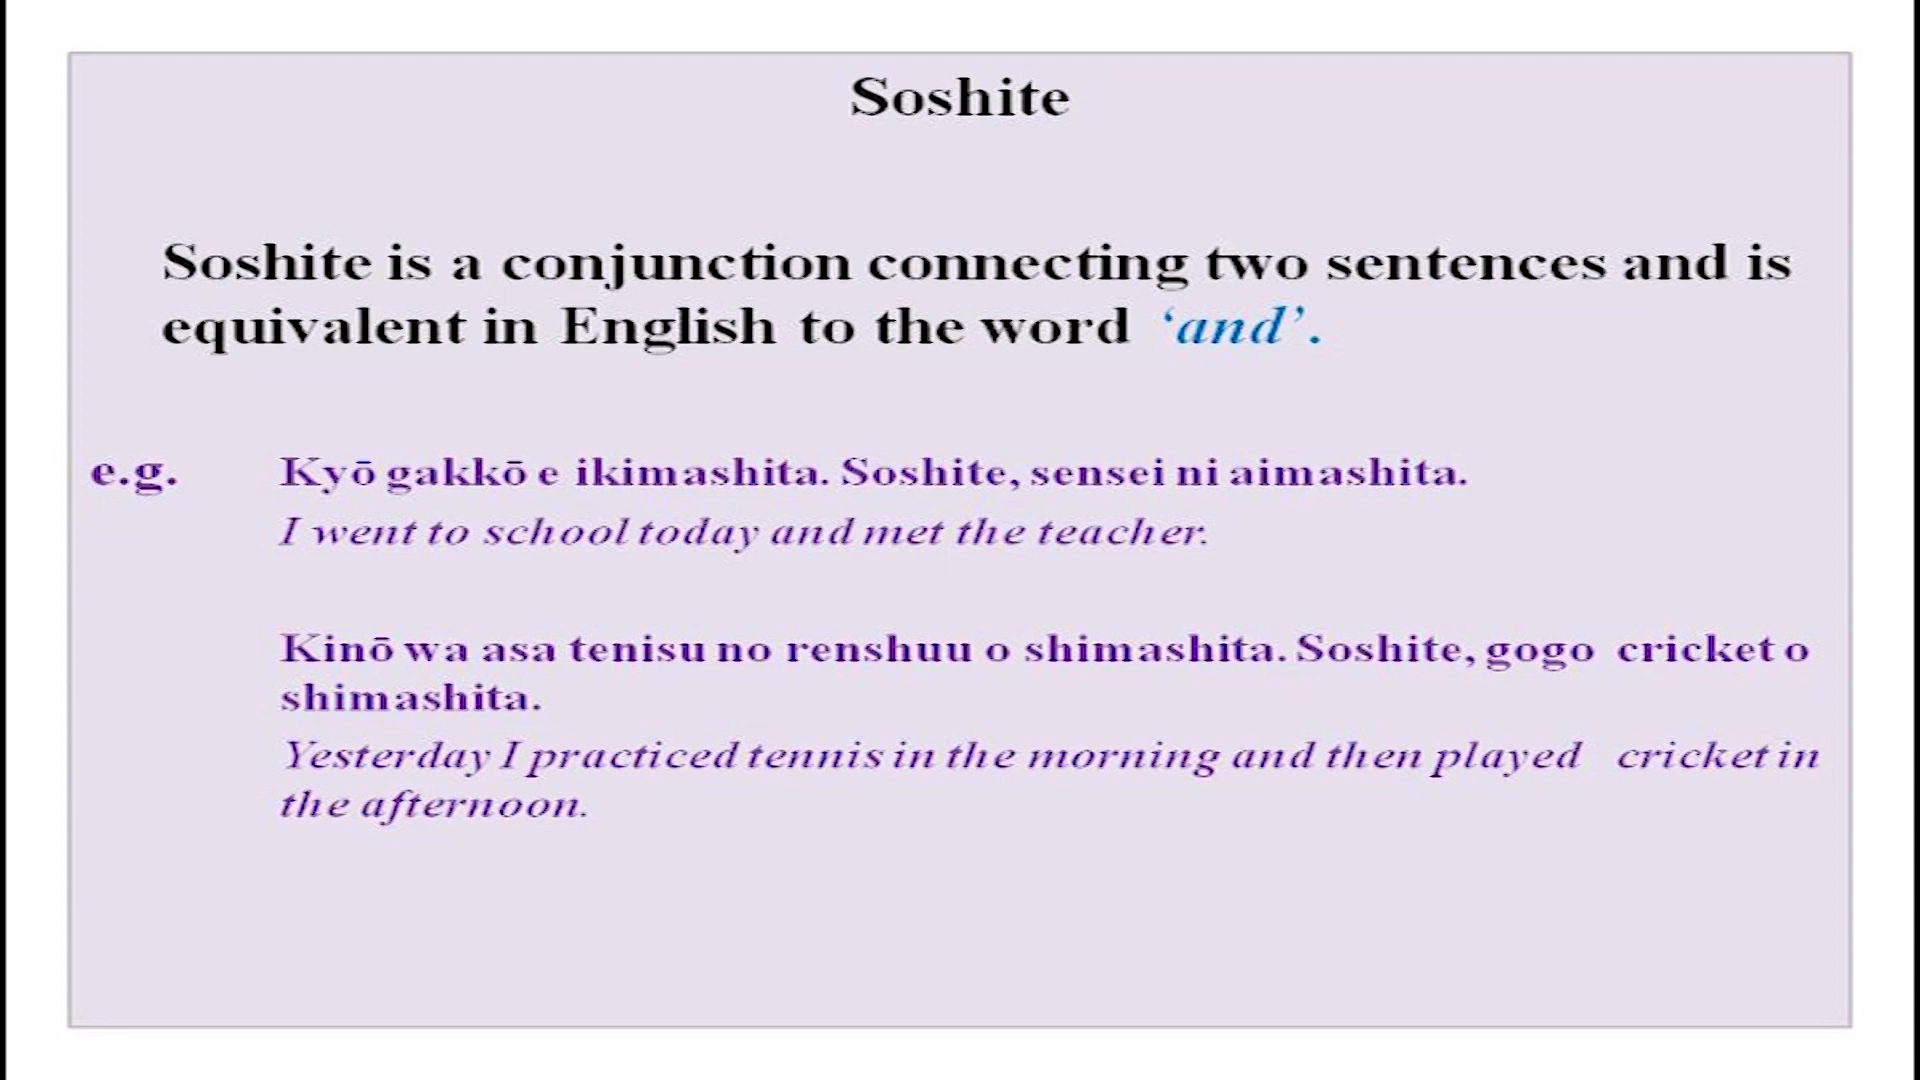 Soshite
Soshite is a conjunction connecting two sentences and is
equivalent in English to the word ‘and’.
e.g. Kyō gakkō e ikimashita. Soshite, sensei ni aimashita.
I went to school today and met the teacher.
Kinō wa asa tenisu no renshuu o shimashita. Soshite, gogo cricket o
shimashita.
Yesterday I practiced tennis in the morning and then played cricket in
the afternoon.